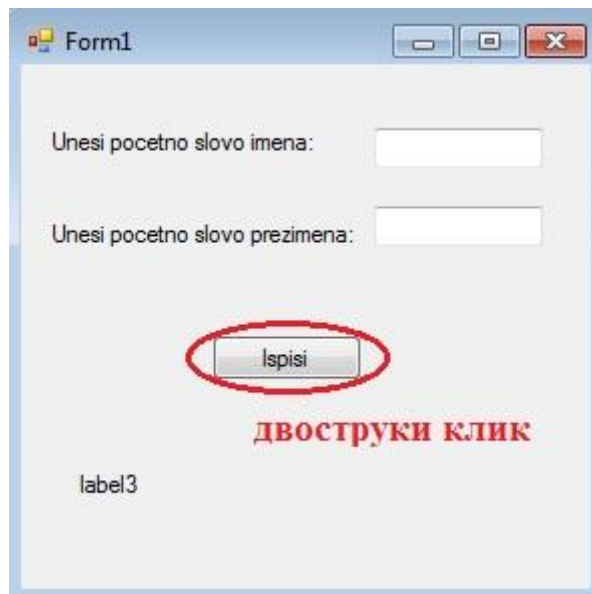 Form1
Unesi pocetno slovo imena:
Unesi pocetno slovo prezimena:
Ispisi
двоструки клик
label3